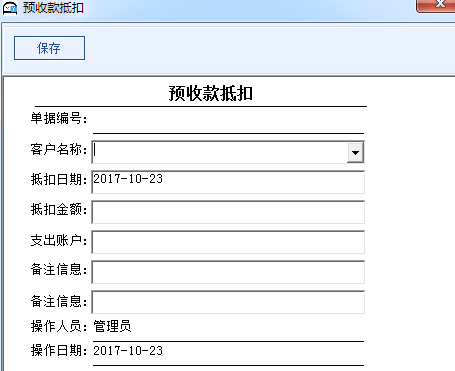 预收款抵扣
保存
预收款抵扣
单据编号:
客户名称:
抵扣日期: 2017-10-23
抵扣金额:
支出账户:
备注信息:
备注信息:
操作人员: 管理员
操作日期: 2017-10-23